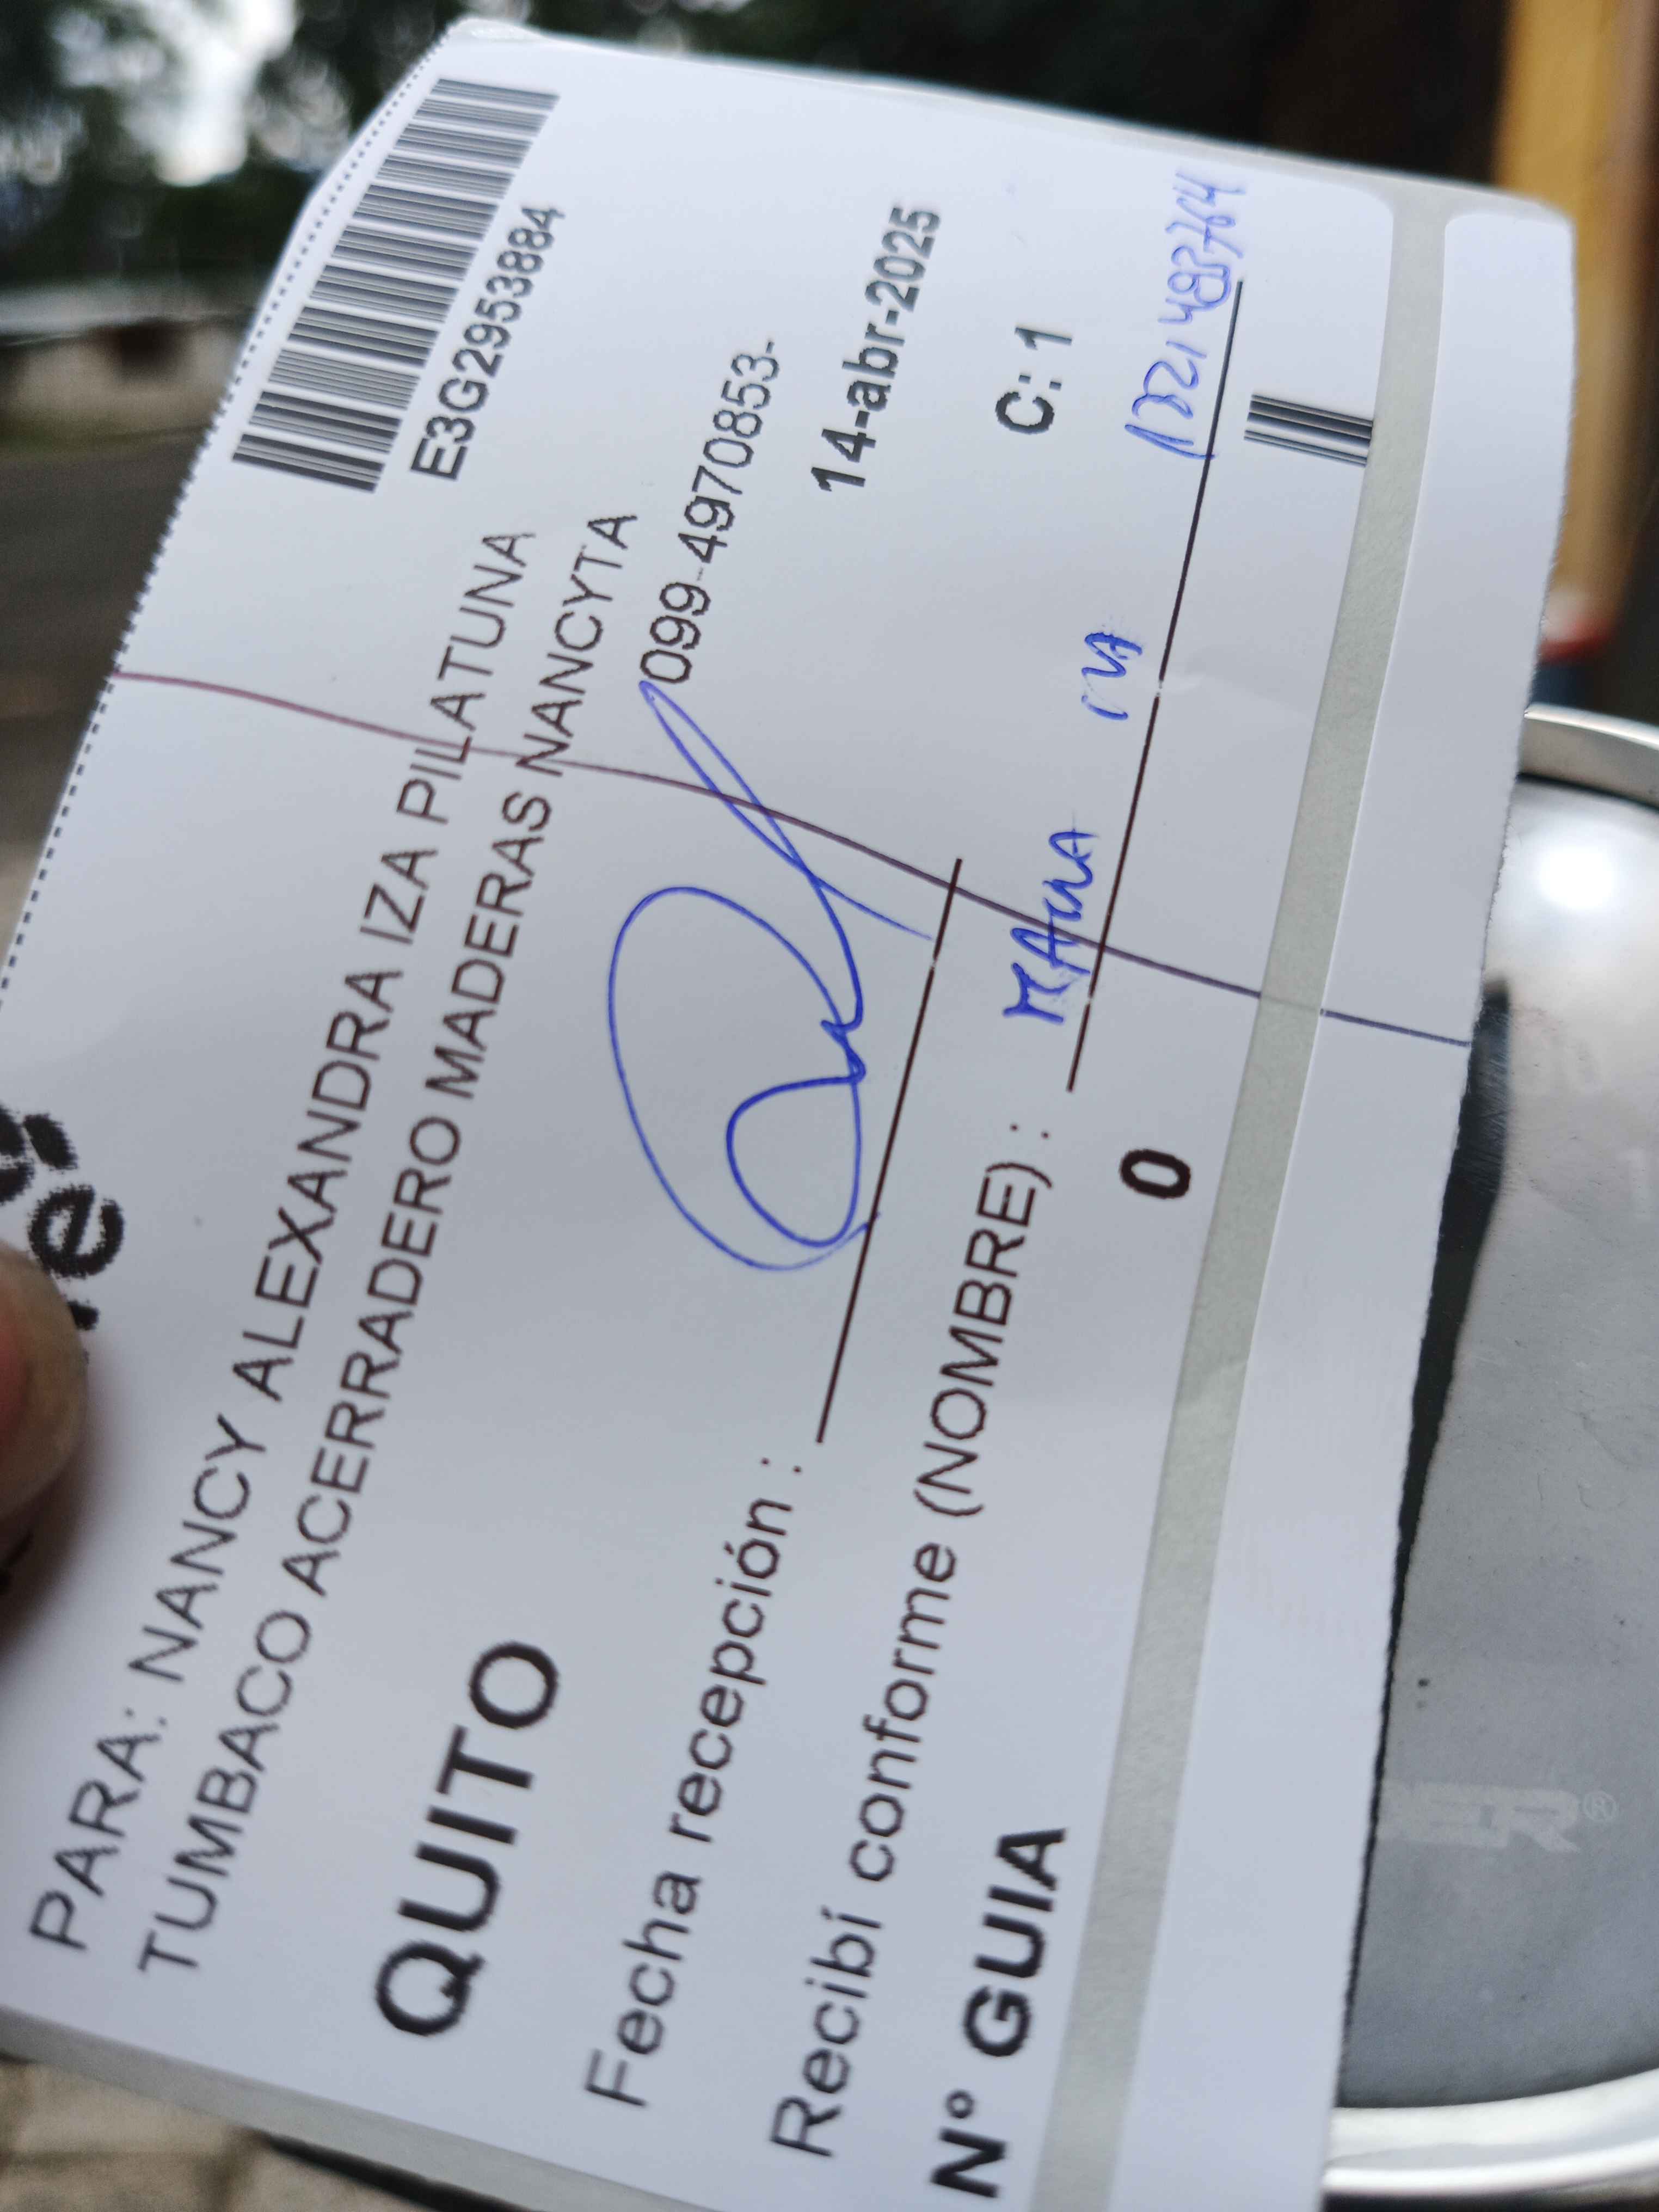 PARA: NANCY ALEXANDRA IZA PILATUNA
E3G2953884
TUMBACO ACERRADERO MADERAS NANCYTA
QUITO
099-4970853-
Fecha recepción :
14-abr-2025
Recibí conforme (NOMBRE) :
C: 1
N° GUIA
0